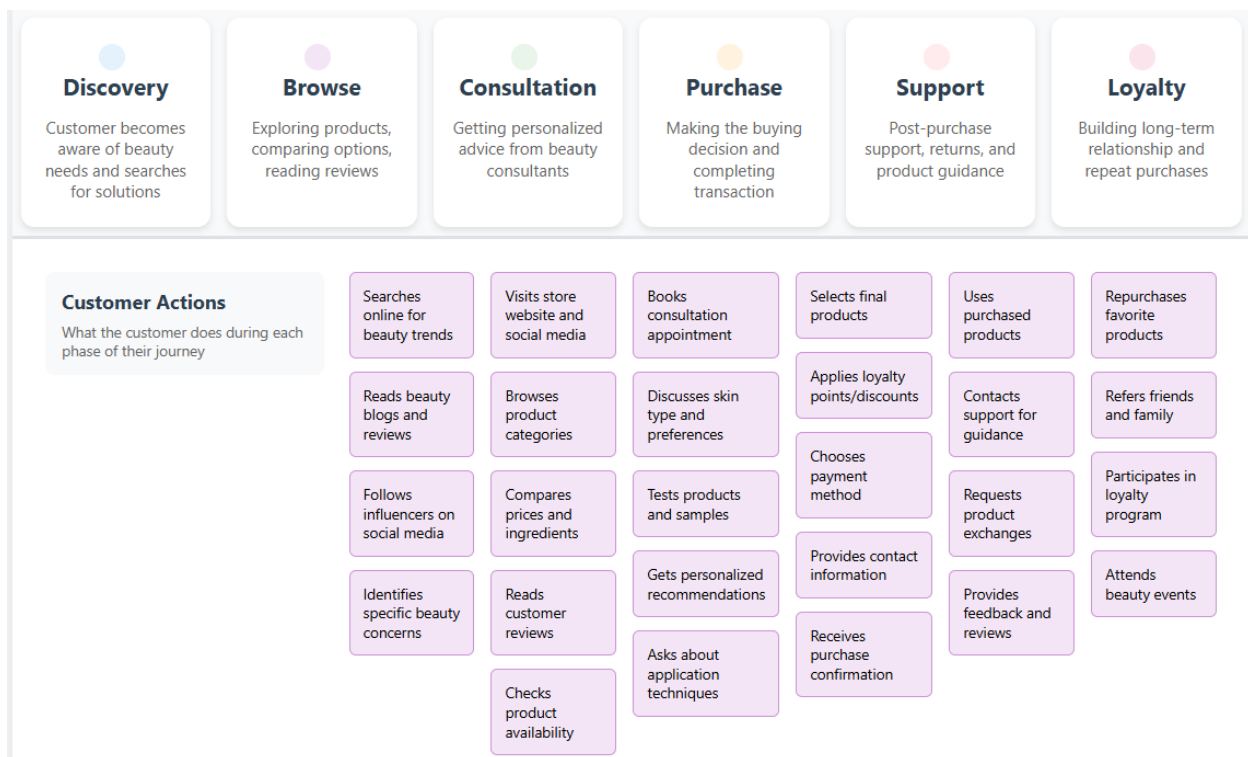 Discovery
Customer becomes
aware of beauty
needs and searches
for solutions
Browse
Exploring products,
comparing options,
reading reviews
Consultation
Getting personalized
advice from beauty
consultants
Purchase
Making the buying
decision and
completing
transaction
Support
Post-purchase
support, returns, and
product guidance
Loyalty
Building long-term
relationship and
repeat purchases
Customer Actions
What the customer does during each
phase of their journey
Searches
online for
beauty trends
Reads beauty
blogs and
reviews
Follows
influencers on
social media
Identifies
specific beauty
concerns
Visits store
website and
social media
Browses
product
categories
Compares
prices and
ingredients
Reads
customer
reviews
Checks
product
availability
Books
consultation
appointment
Discusses skin
type and
preferences
Tests products
and samples
Gets personalized
recommendations
Asks about
application
techniques
Selects final
products
Applies loyalty
points/discounts
Chooses
payment
method
Provides contact
information
Receives
purchase
confirmation
Uses
purchased
products
Contacts
support for
guidance
Requests
product
exchanges
Provides
feedback and
reviews
Repurchases
favorite
products
Refers friends
and family
Participates in
loyalty
program
Attends
beauty events